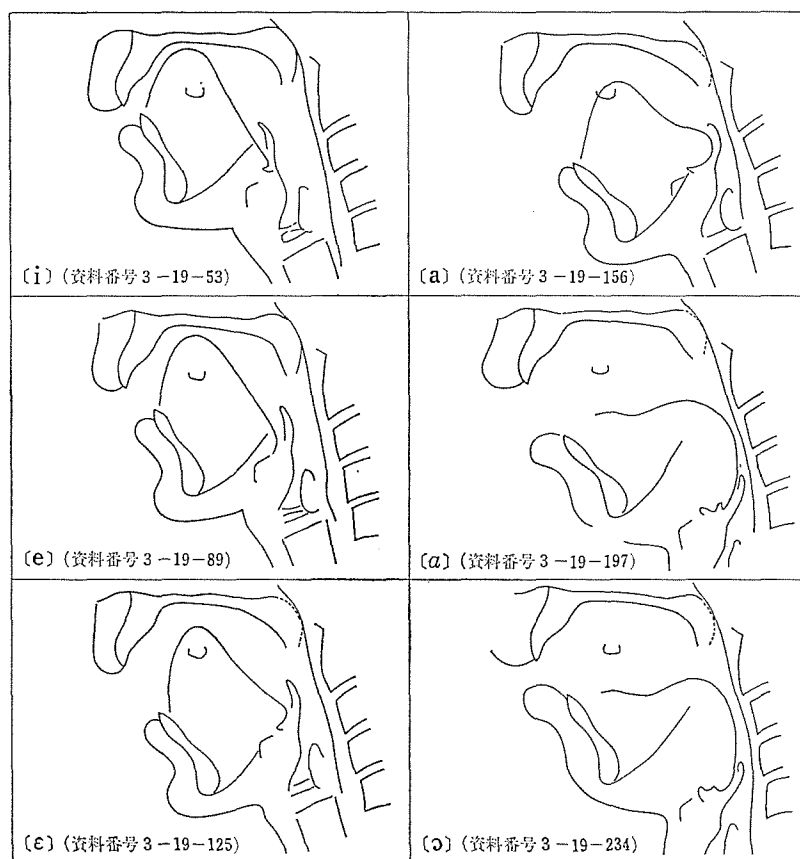 〔i〕(資料番号3-19-53)
〔a〕(資料番号3-19-156)
〔e〕(資料番号3-19-89)
〔ɑ〕(資料番号3-19-197)
〔ɛ〕(資料番号3-19-125)
〔ɔ〕(資料番号3-19-234)